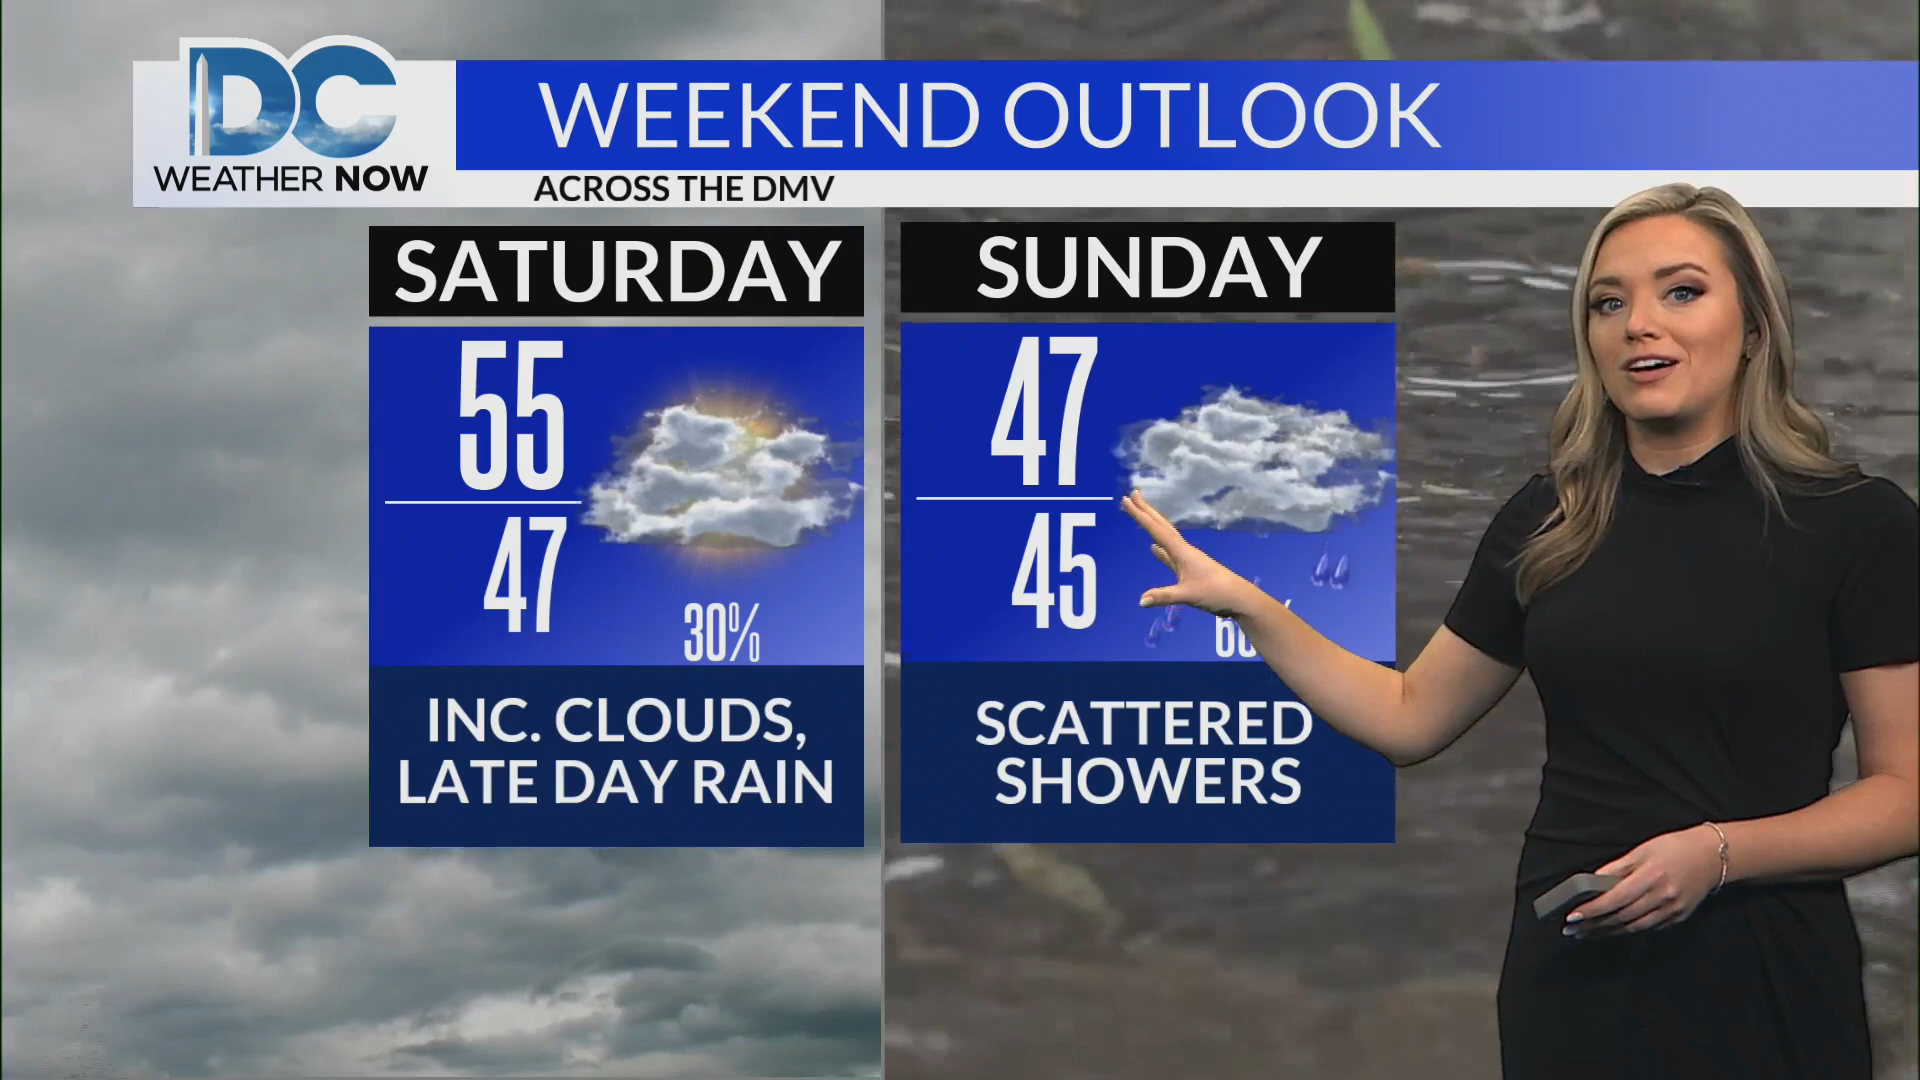 DC
WEATHER NOW
WEEKEND OUTLOOK
ACROSS THE DMV
SATURDAY
55
47
30%
INC. CLOUDS,
LATE DAY RAIN
SUNDAY
47
45
SCATTERED
SHOWERS